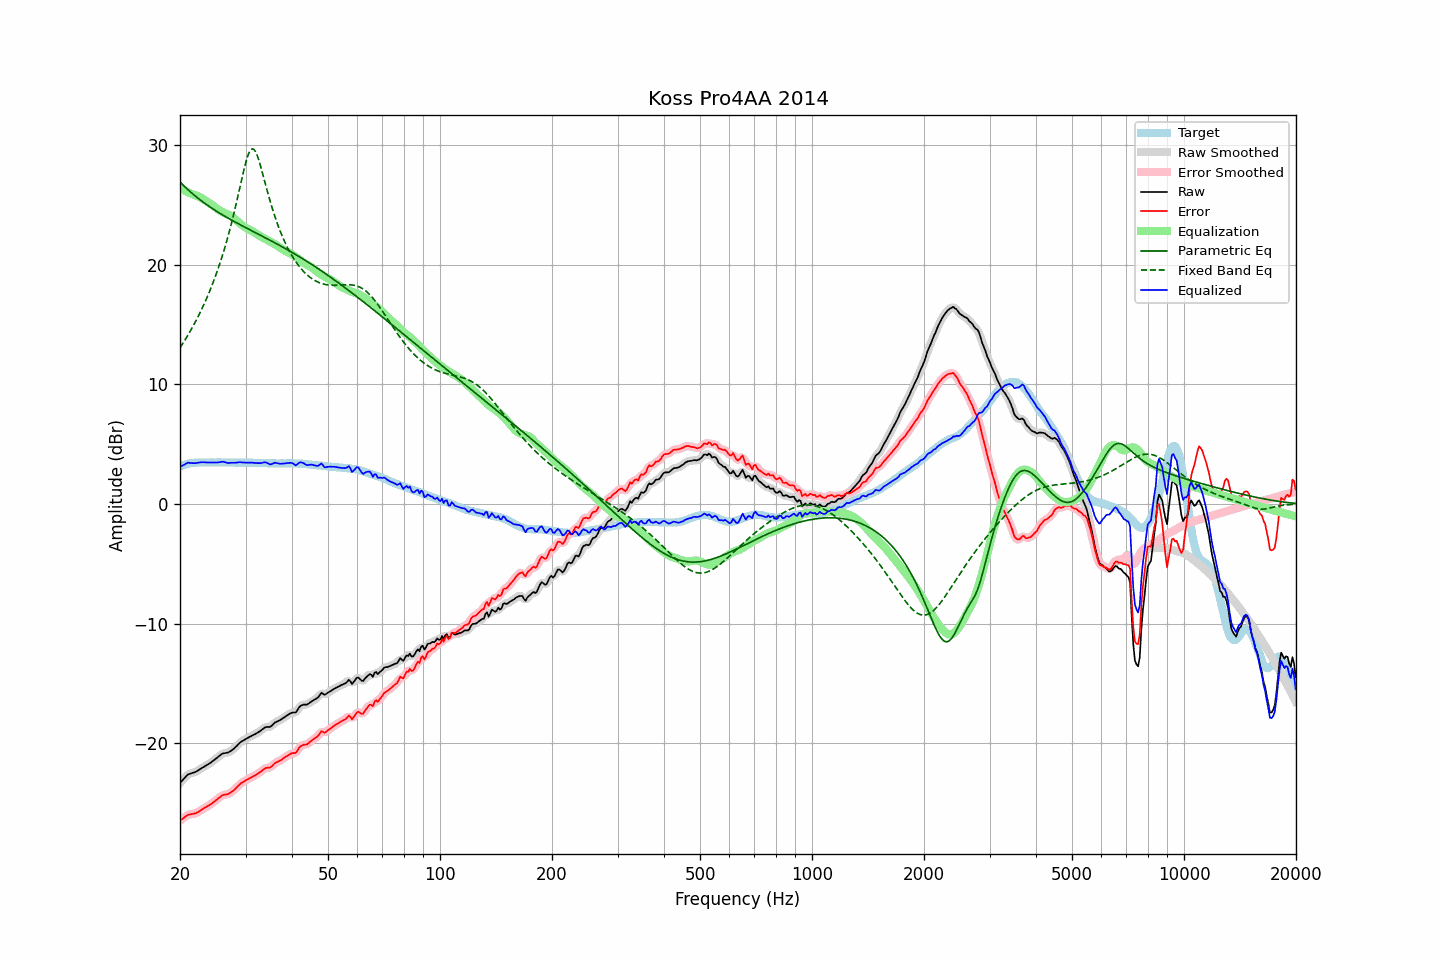 Koss Pro4AA 2014
30
20
10
0
−10
−20
Amplitude (dBr)
20
50
100
200
500
1000
2000
5000
10000
20000
Frequency (Hz)
Target
Raw Smoothed
Error Smoothed
Raw
Error
Equalization
Parametric Eq
Fixed Band Eq
Equalized